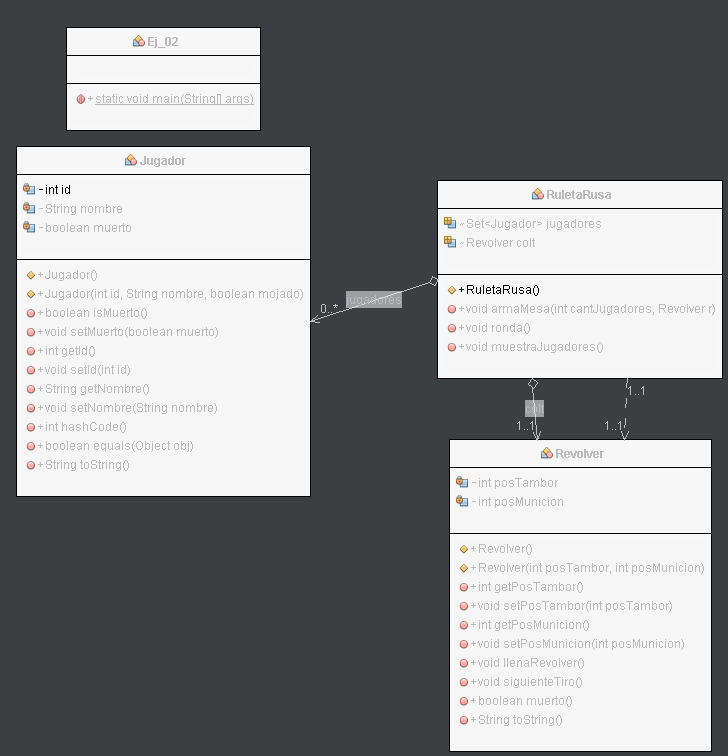 Ej_02
+ static void main(String[] args)
Jugador
- int id
- String nombre
- boolean muerto
+ Jugador()
+ Jugador(int id, String nombre, boolean mojado)
+ boolean isMuerto()
+ void setMuerto(boolean muerto)
+ int getId()
+ void setId(int id)
+ String getNombre()
+ void setNombre(String nombre)
+ int hashCode()
+ boolean equals(Object obj)
+ String toString()
0..*
jugadores
RuletaRusa
~ Set<Jugador> jugadores
~ Revolver colt
+ RuletaRusa()
+ void armaMesa(int cantJugadores, Revolver r)
+ void ronda()
+ void muestraJugadores()
1..1
colt
1..1
1..1
Revolver
- int posTambor
- int posMunicion
+ Revolver()
+ Revolver(int posTambor, int posMunicion)
+ int getPosTambor()
+ void setPosTambor(int posTambor)
+ int getPosMunicion()
+ void setPosMunicion(int posMunicion)
+ void llenaRevolver()
+ void siguienteTiro()
+ boolean muerto()
+ String toString()